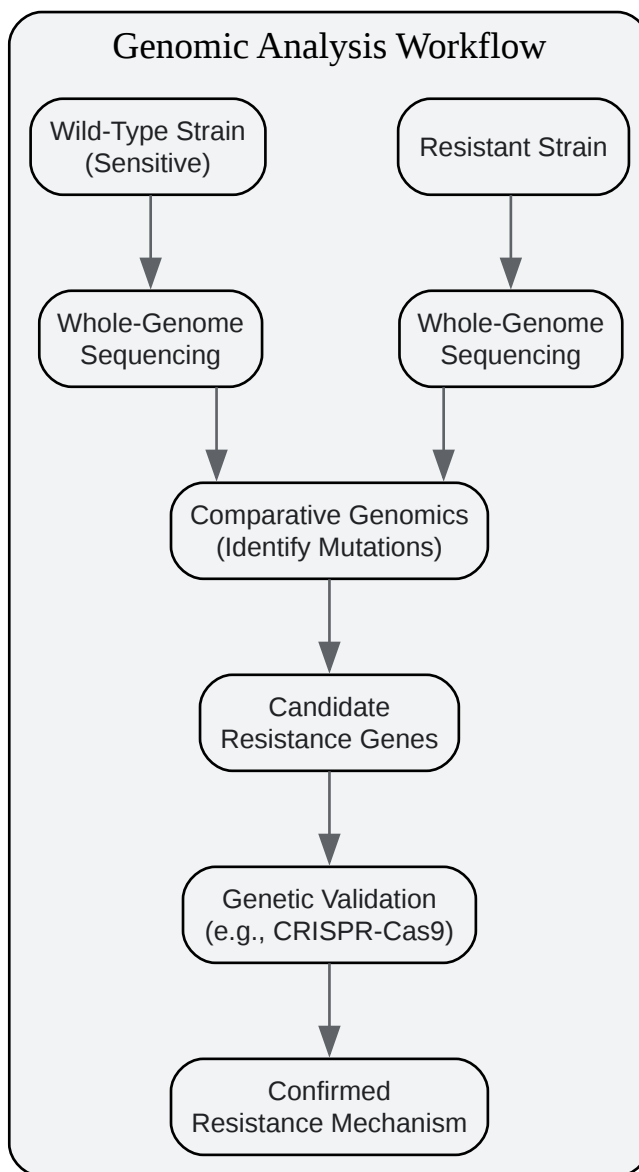 Genomic Analysis Workflow
Wild-Type Strain
(Sensitive)
Resistant Strain
Whole-Genome
Sequencing
Whole-Genome
Sequencing
Comparative Genomics
(Identify Mutations)
Candidate
Resistance Genes
Genetic Validation
(e.g., CRISPR-Cas9)
Confirmed
Resistance Mechanism